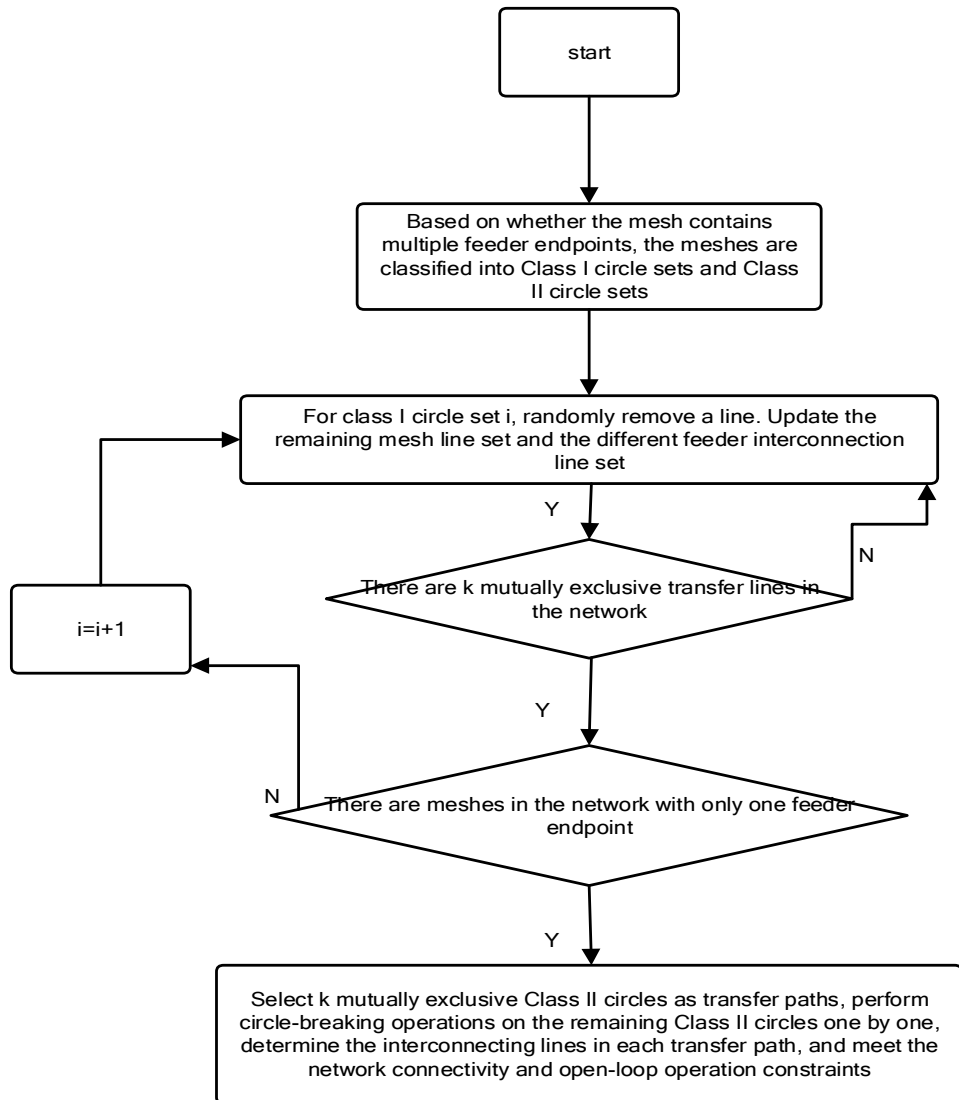 start
Based on whether the mesh contains
multiple feeder endpoints, the meshes are
classified into Class I circle sets and Class
II circle sets
For class I circle set i, randomly remove a line. Update the
remaining mesh line set and the different feeder interconnection
line set
Y
N
There are k mutually exclusive transfer lines in
the network
i=i+1
Y
N
There are meshes in the network with only one feeder
endpoint
Y
Select k mutually exclusive Class II circles as transfer paths, perform
circle-breaking operations on the remaining Class II circles one by one,
determine the interconnecting lines in each transfer path, and meet the
network connectivity and open-loop operation constraints